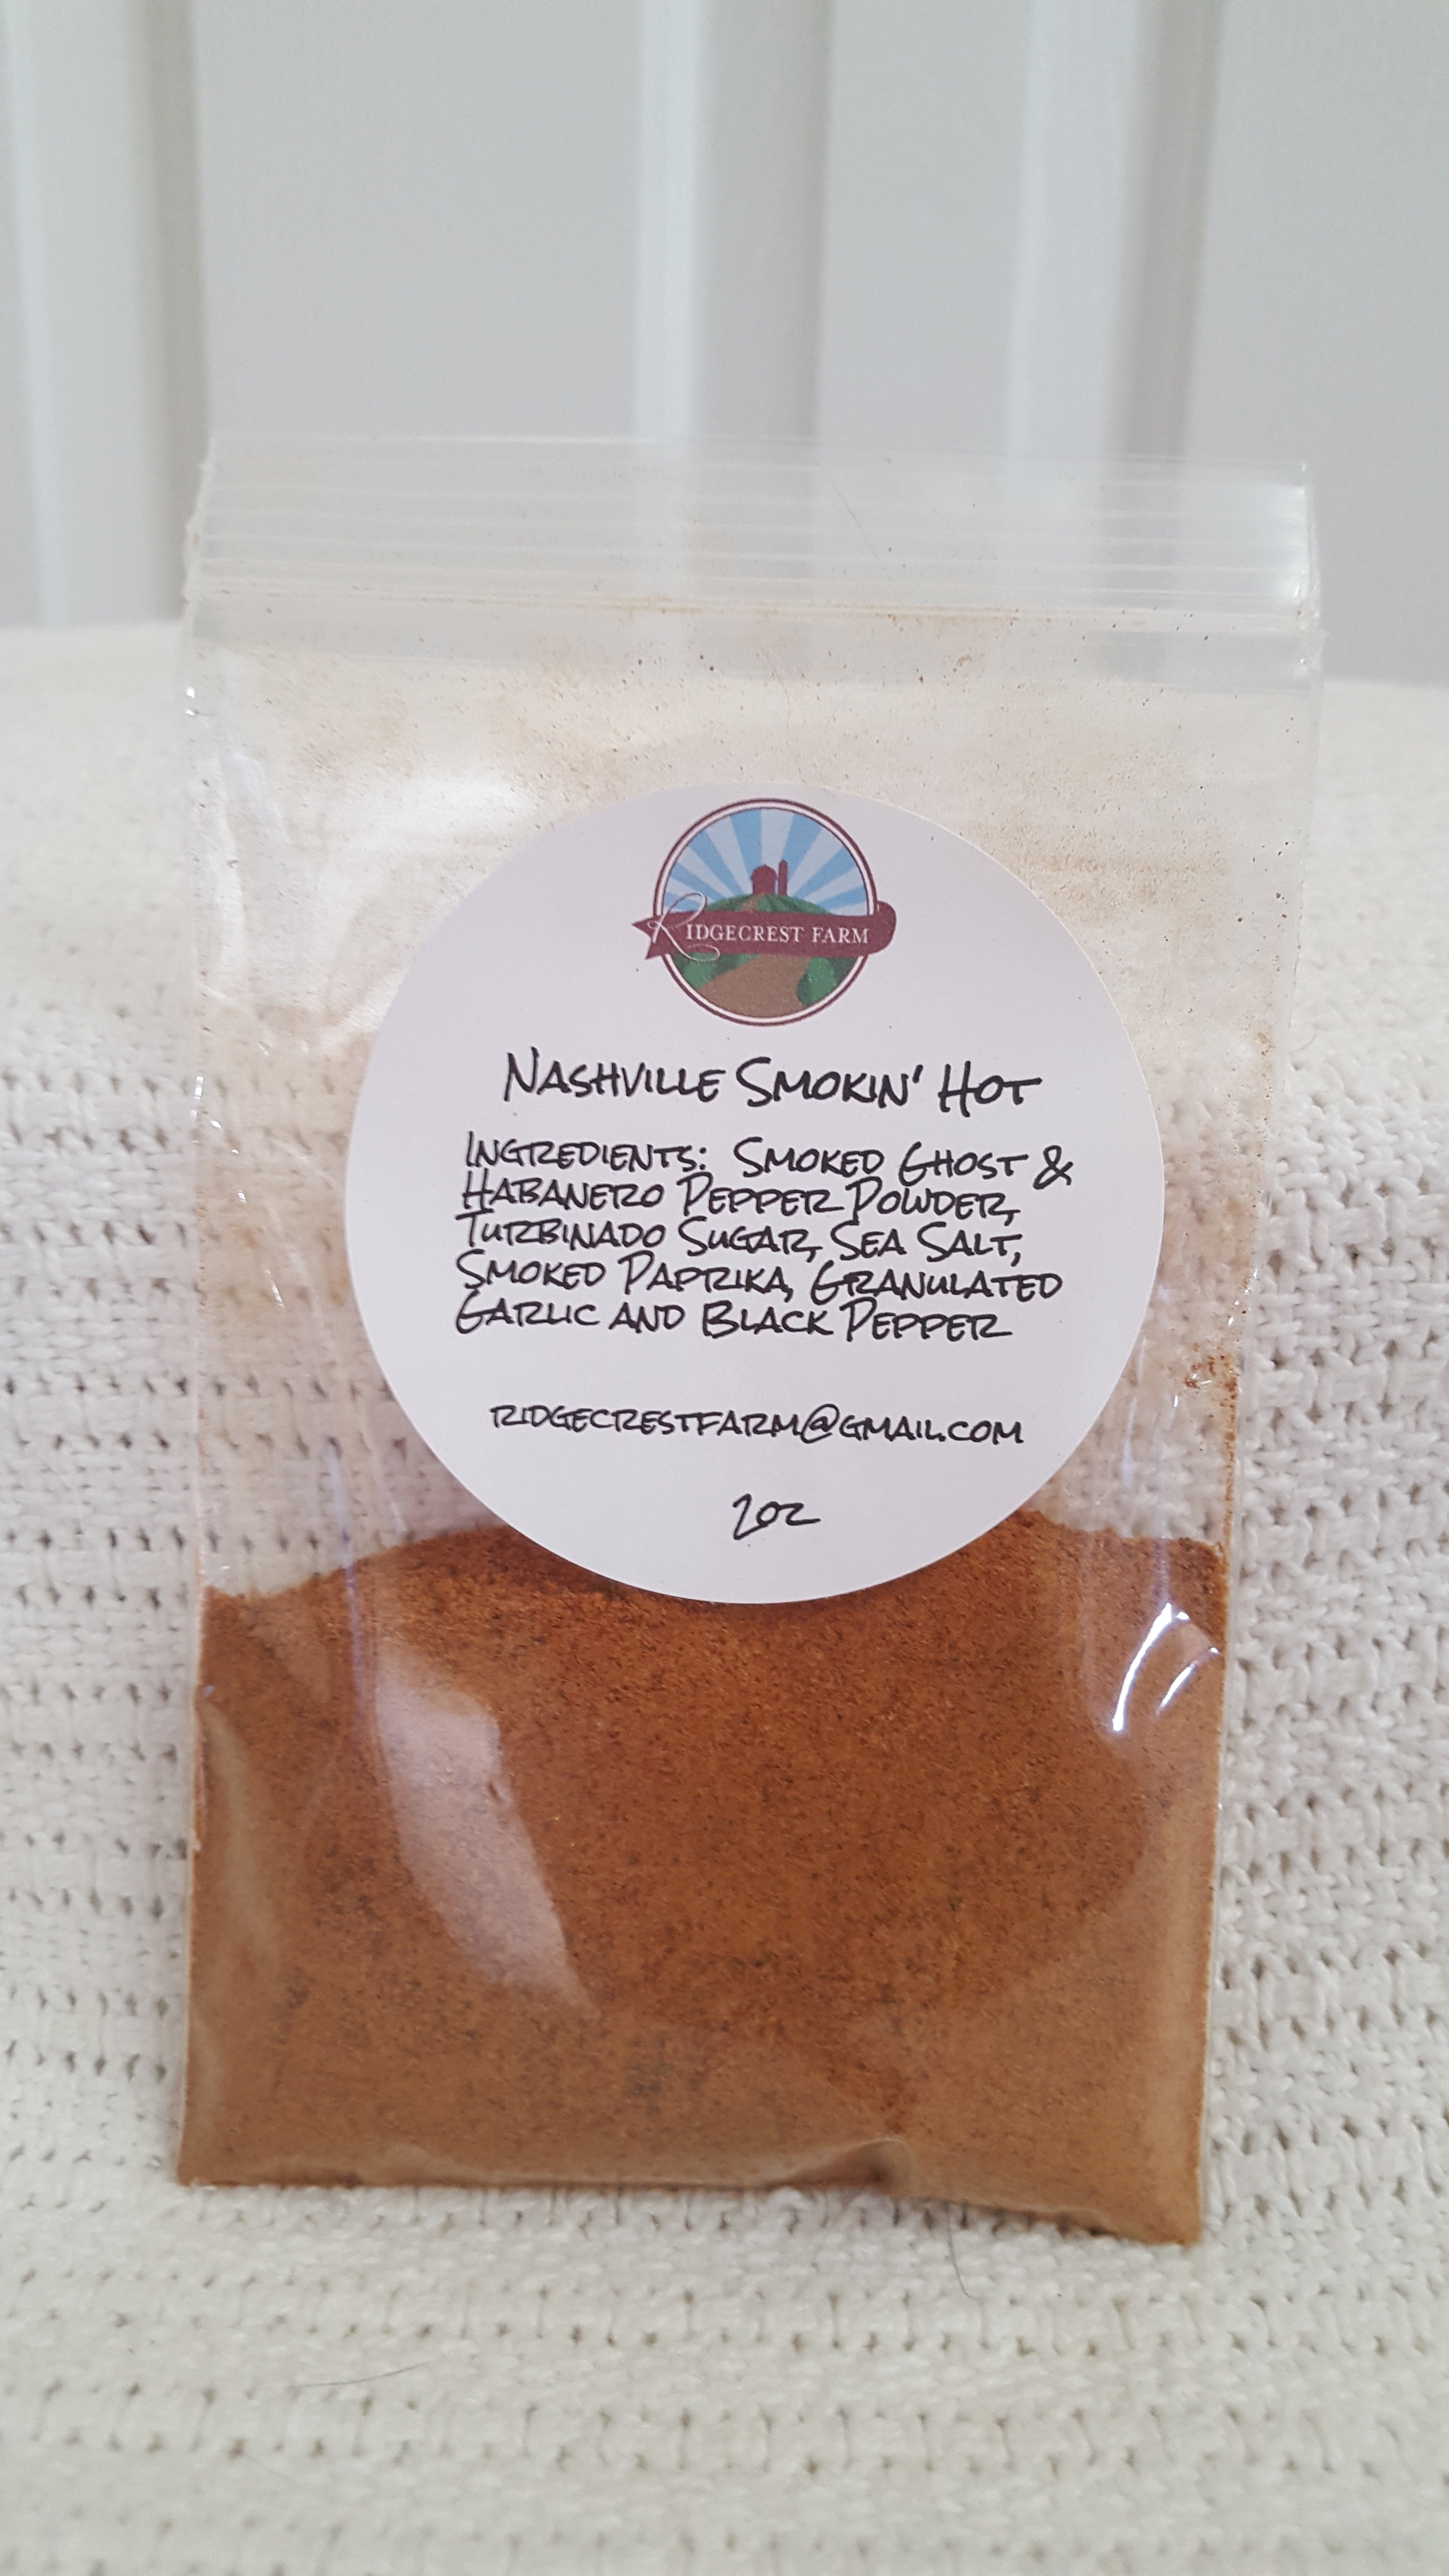 RIDGECREST FARM
NASHVILLE SMOKIN' HOT
INGREDIENTS: SMOKED GHOST &
HABANERO PEPPER POWDER,
TURBINADO SUGAR, SEA SALT,
SMOKED PAPRIKA, GRANULATED
GARLIC AND BLACK PEPPER
RIDGECRESTFARM@GMAIL.COM
2oz